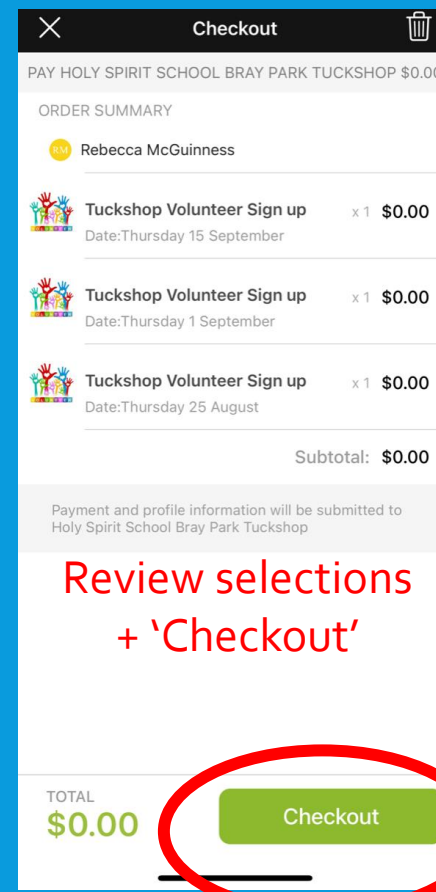 Checkout
PAY HOLY SPIRIT SCHOOL BRAY PARK TUCKSHOP $0.00
ORDER SUMMARY
RM Rebecca McGuinness
Tuckshop Volunteer Sign up x 1 $0.00
Date:Thursday 15 September
Tuckshop Volunteer Sign up x 1 $0.00
Date:Thursday 1 September
Tuckshop Volunteer Sign up x 1 $0.00
Date:Thursday 25 August
Subtotal: $0.00
Payment and profile information will be submitted to
Holy Spirit School Bray Park Tuckshop
Review selections
+ ‘Checkout’
TOTAL
$0.00 Checkout